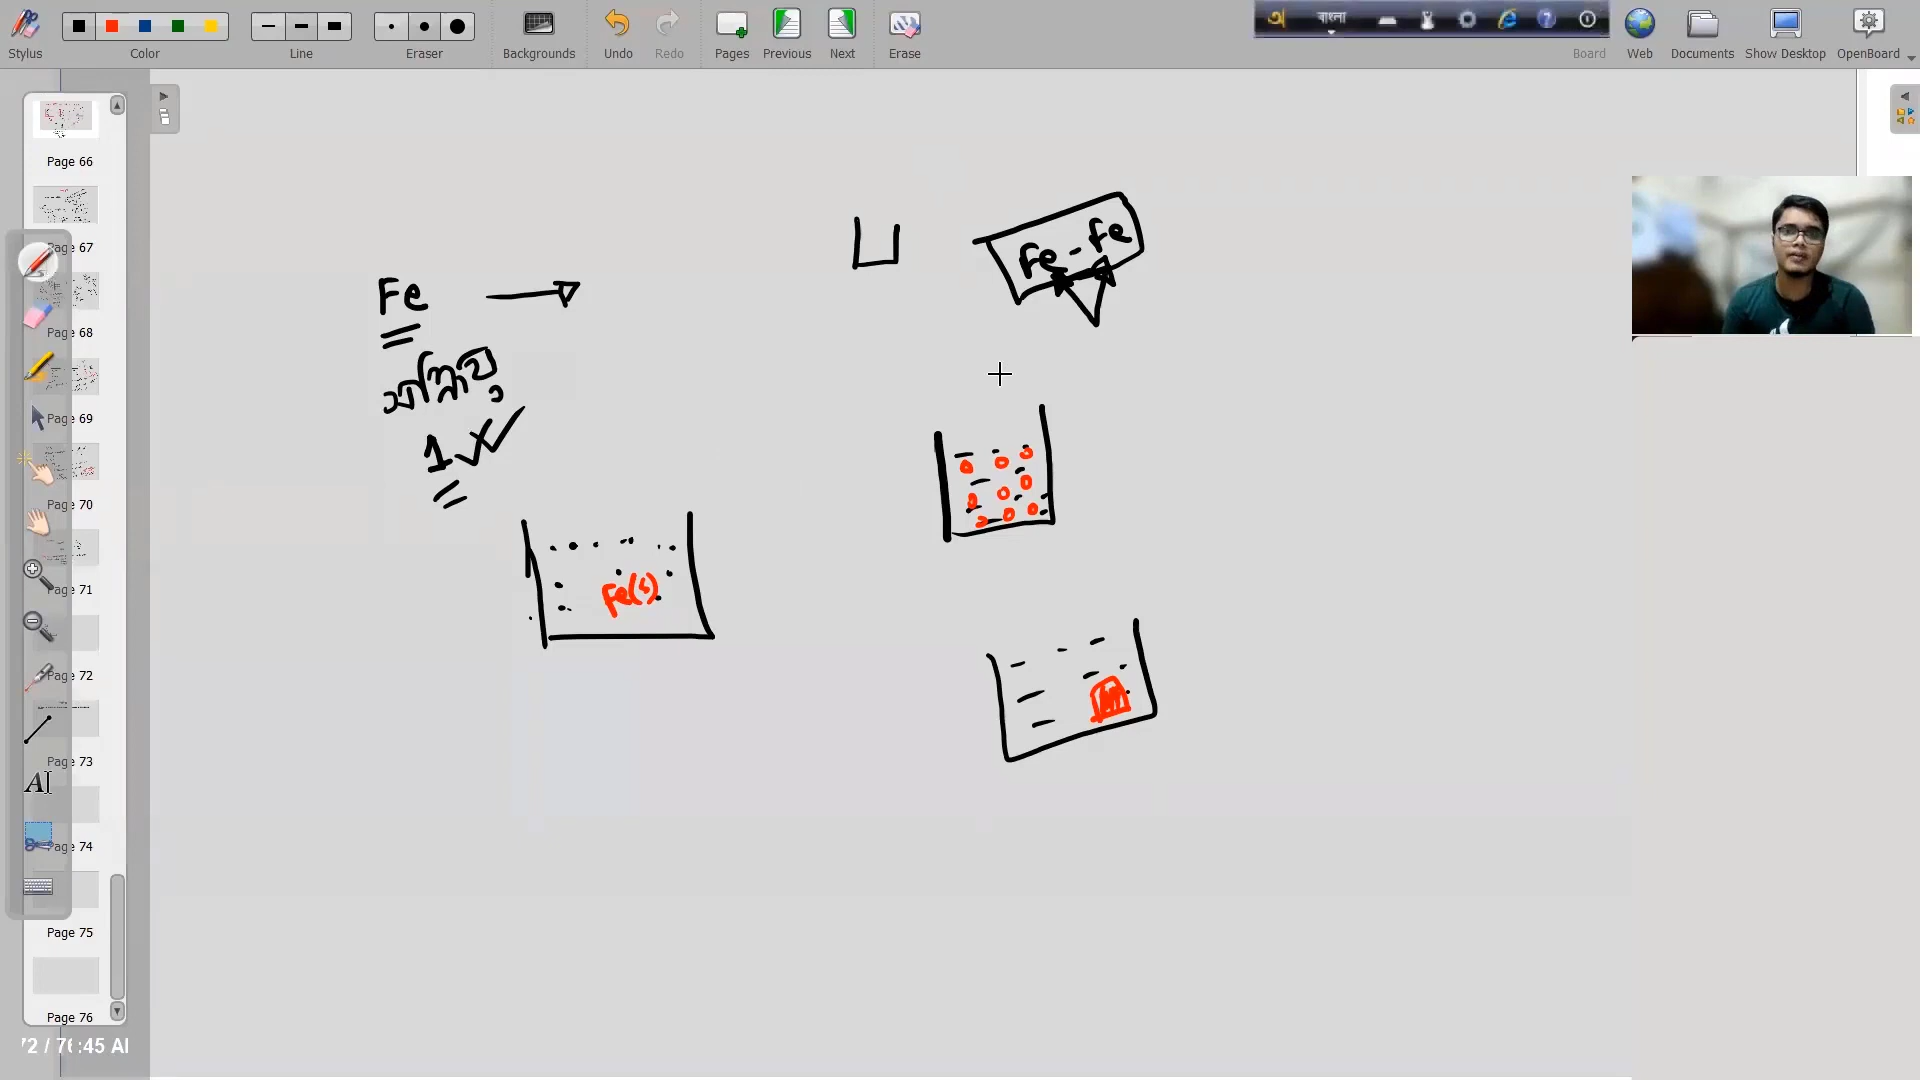 Stylus
Color
Line
Eraser
Backgrounds
Undo
Redo
Pages
Previous
Next
Erase
বাংলা
Board
Web
Documents
Show Desktop
OpenBoard
Page 66
Page 67
Page 68
Page 69
Page 70
Page 71
Page 72
Page 73
Page 74
Page 75
Page 76
Fe - Fe
Fe
1
Fe(s)